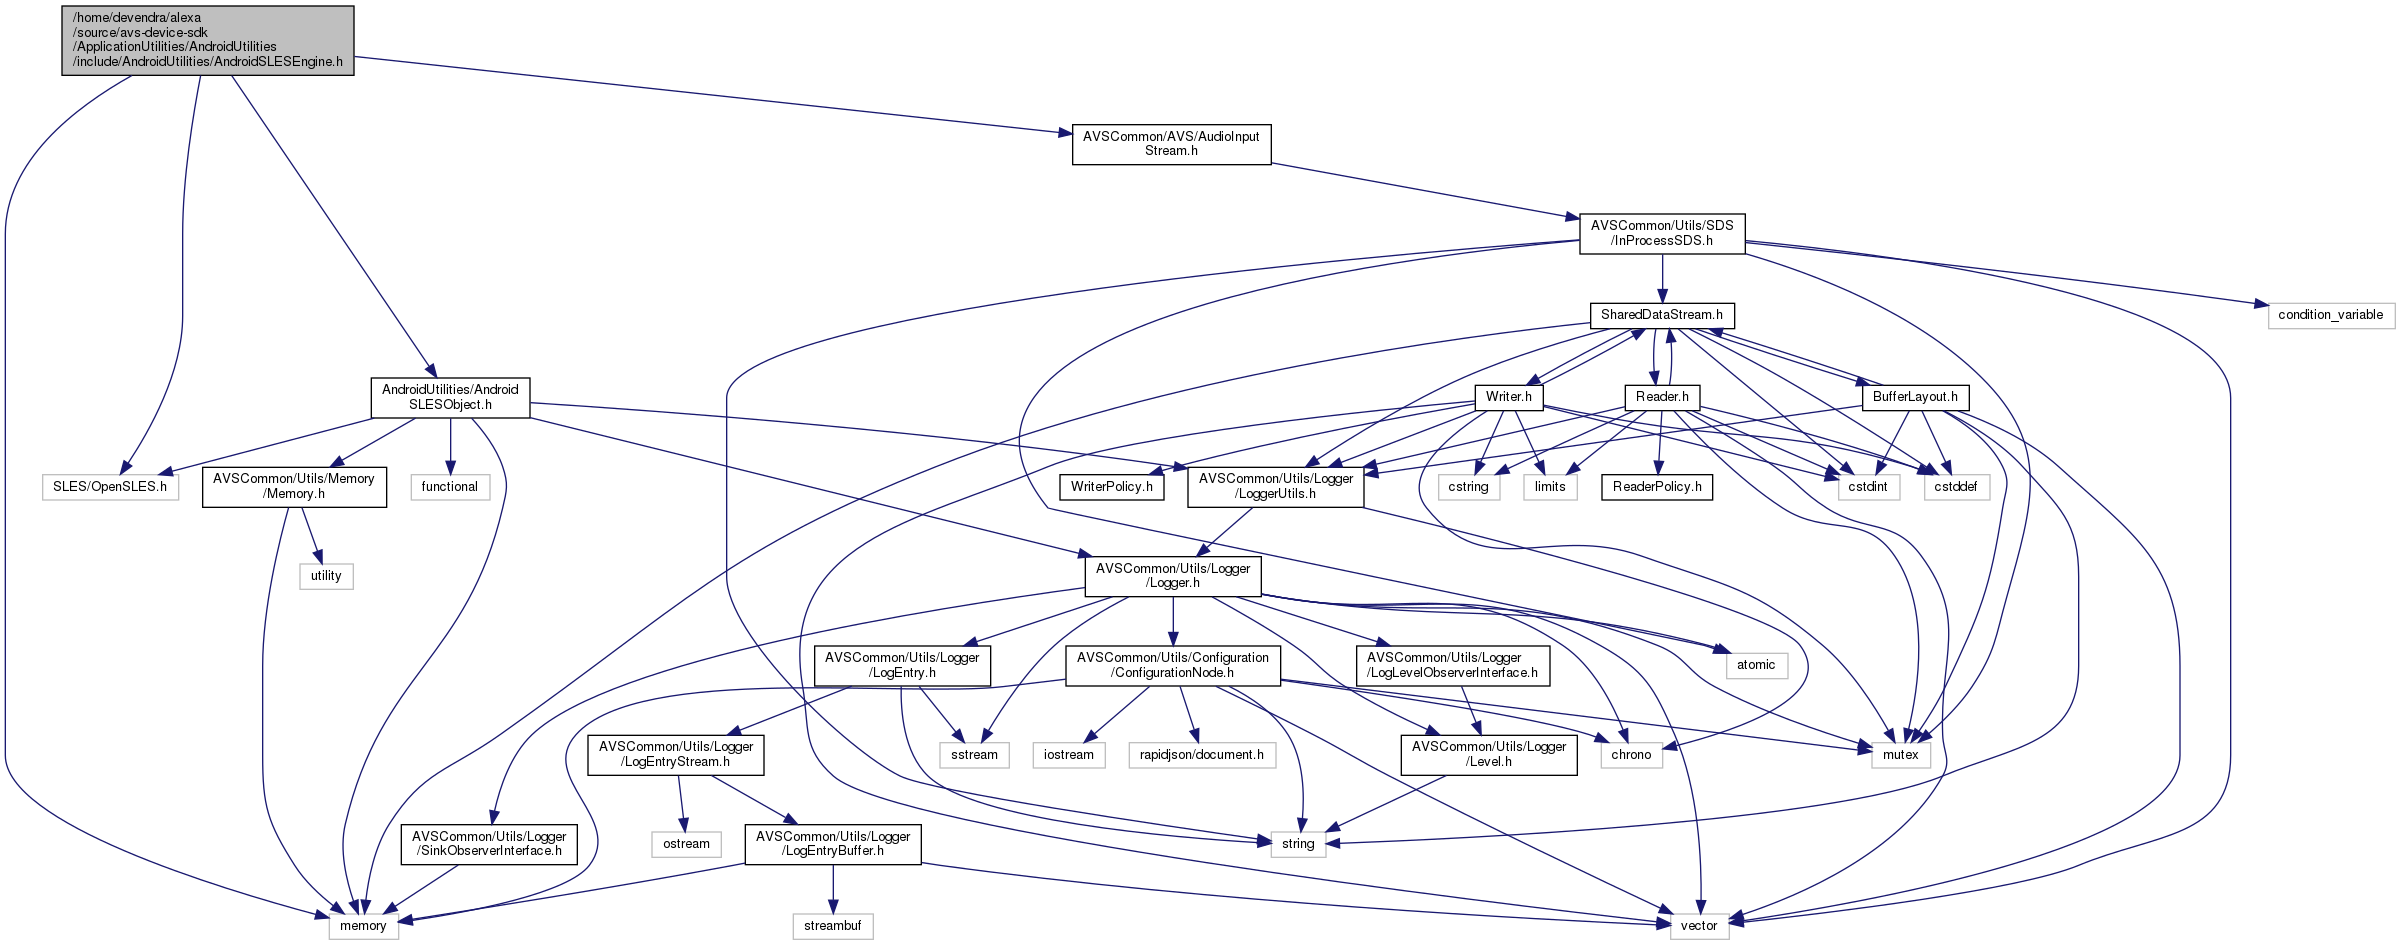 /home/devendra/alexa
/source/avs-device-sdk
/ApplicationUtilities/AndroidUtilities
/include/AndroidUtilities/AndroidSLESEngine.h
AVSCommon/AVS/AudioInput
Stream.h
AVSCommon/Utils/SDS
/InProcessSDS.h
SharedDataStream.h
condition_variable
AndroidUtilities/Android
SLESObject.h
Writer.h
Reader.h
BufferLayout.h
SLES/OpenSLES.h
AVSCommon/Utils/Memory
/Memory.h
functional
WriterPolicy.h
AVSCommon/Utils/Logger
/LoggerUtils.h
cstring
limits
ReaderPolicy.h
cstdint
cstddef
utility
AVSCommon/Utils/Logger
/Logger.h
AVSCommon/Utils/Logger
/LogEntry.h
AVSCommon/Utils/Configuration
/ConfigurationNode.h
AVSCommon/Utils/Logger
/LogLevelObserverInterface.h
atomic
AVSCommon/Utils/Logger
/LogEntryStream.h
sstream
iostream
rapidjson/document.h
AVSCommon/Utils/Logger
/Level.h
chrono
mutex
AVSCommon/Utils/Logger
/SinkObserverInterface.h
ostream
AVSCommon/Utils/Logger
/LogEntryBuffer.h
string
memory
streambuf
vector